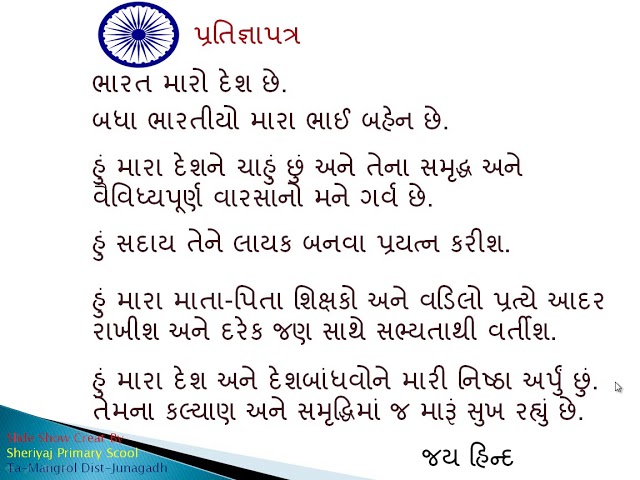 પ્રતિજ્ઞાપત્ર
ભારત મારો દેશ છે.
બધા ભારતીયો મારા ભાઈ બહેન છે.
હું મારા દેશને ચાહું છું અને તેના સમૃદ્ધ અને
વૈવિધ્યપૂર્ણ વારસાનો મને ગર્વ છે.
હું સદાય તેને લાયક બનવા પ્રયત્ન કરીશ.
હું મારા માતા-પિતા શિક્ષકો અને વડિલો પ્રત્યે આદર
રાખીશ અને દરેક જણ સાથે સભ્યતાથી વર્તીશ.
હું મારા દેશ અને દેશબાંધવોને મારી નિષ્ઠા અર્પું છું.
તેમના કલ્યાણ અને સમૃદ્ધિમાં જ મારૂં સુખ રહ્યું છે.
જય હિન્દ
Slide Show Creat By
Sheriyaj Primary Scool
Ta-Mangrol Dist-Junagadh